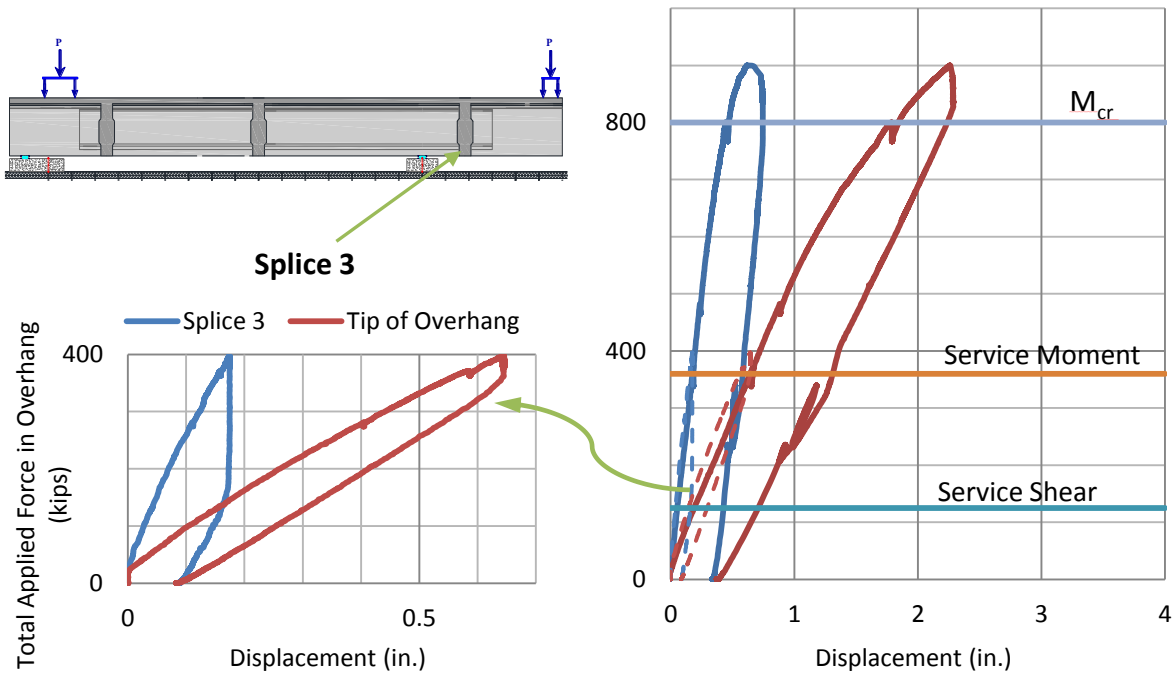 P
P
Splice 3
Splice 3
Tip of Overhang
Total Applied Force in Overhang
(kips)
400
0
0
0.5
Displacement (in.)
800
400
0
Mcr
Service Moment
Service Shear
0
1
2
3
4
Displacement (in.)